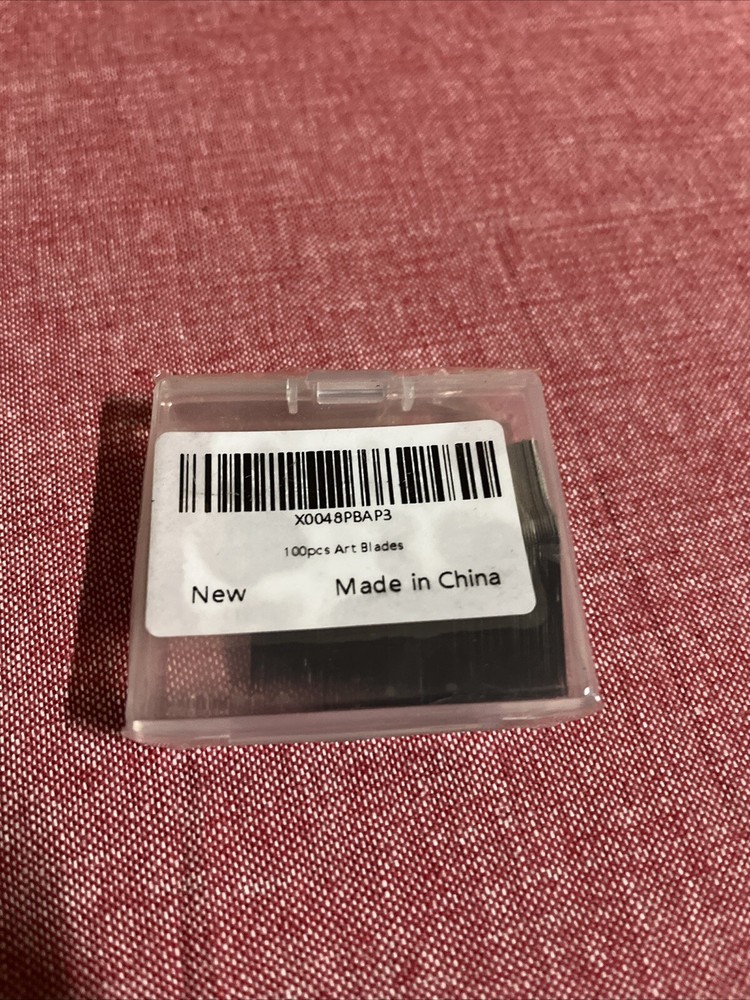 X0048PBAP3
100pcs Art Blades
New Made in China